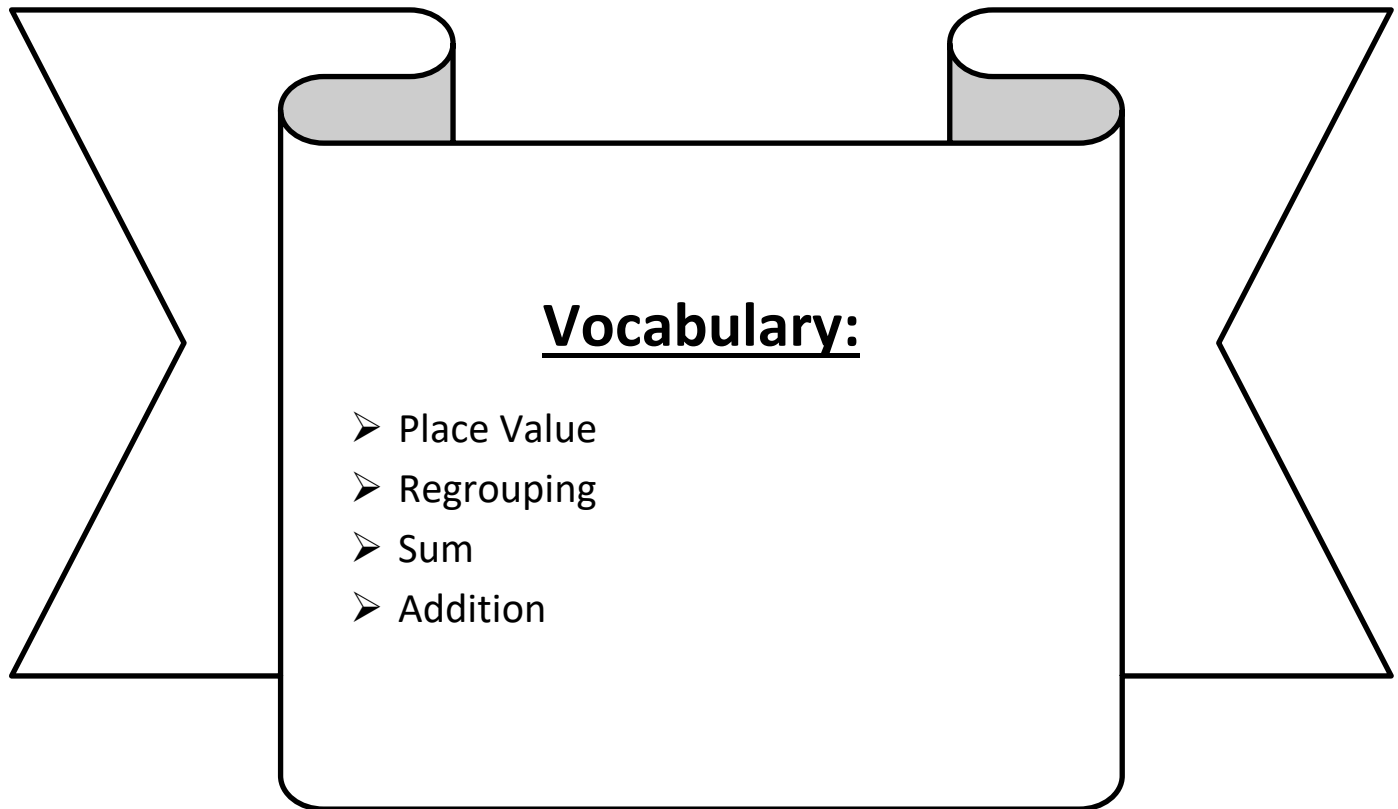 Vocabulary:
➢ Place Value
➢ Regrouping
➢ Sum
➢ Addition